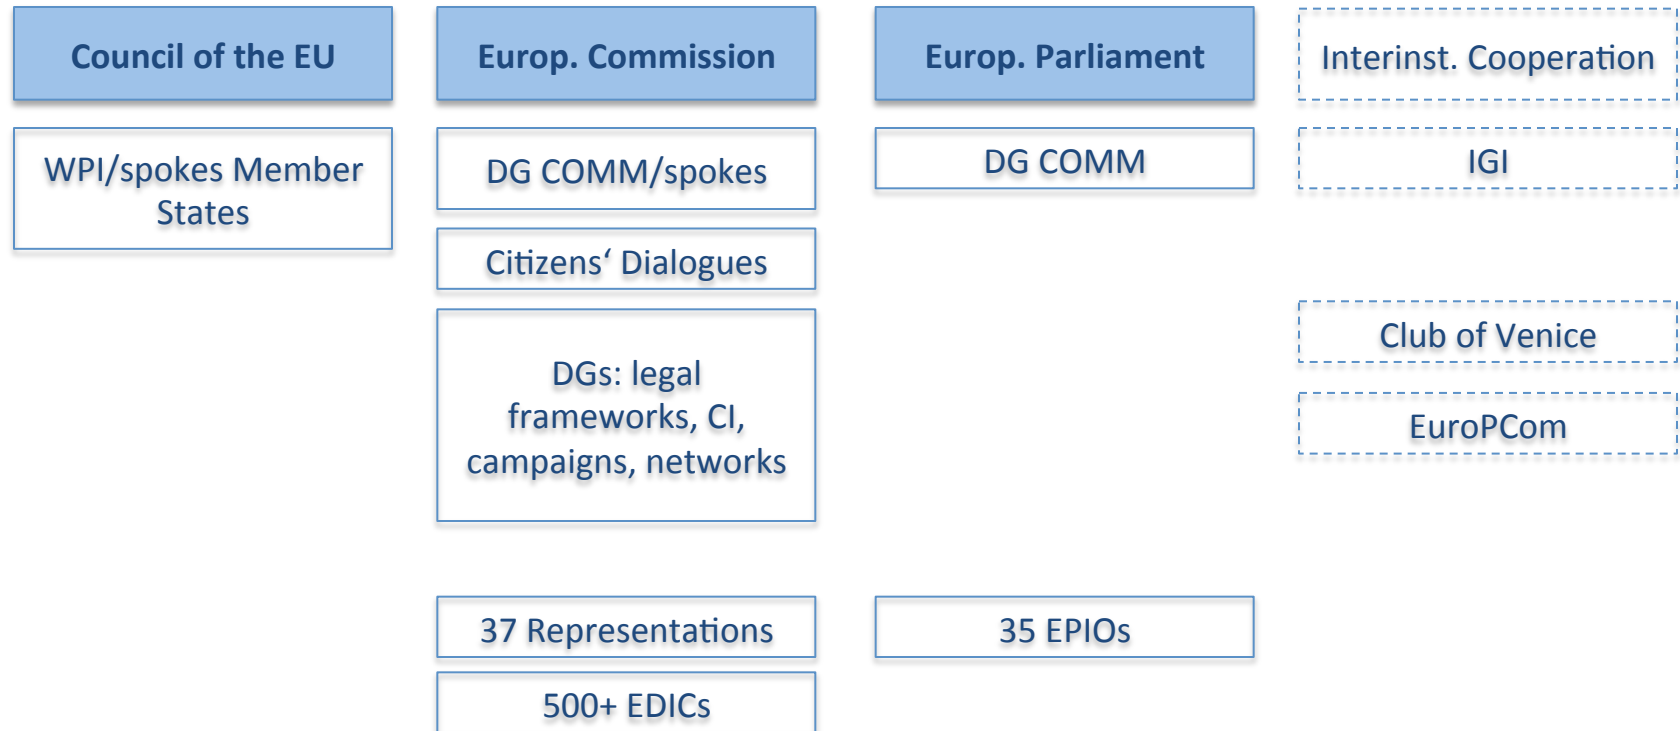 Council of the EU
Europ. Commission
Europ. Parliament
Interinst. Cooperation
WPI/spokes Member
States
DG COMM/spokes
DG COMM
IGI
Citizens‘ Dialogues
DGs: legal
frameworks, CI,
campaigns, networks
Club of Venice
EuroPCom
37 Representations
35 EPIOs
500+ EDICs